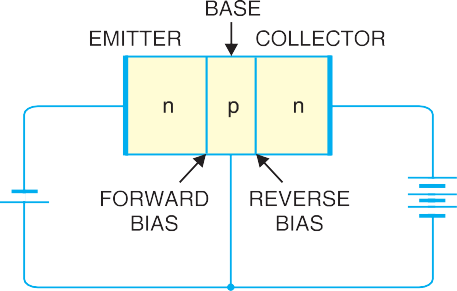 BASE
EMITTER
COLLECTOR
n
p
n
FORWARD
BIAS
REVERSE
BIAS